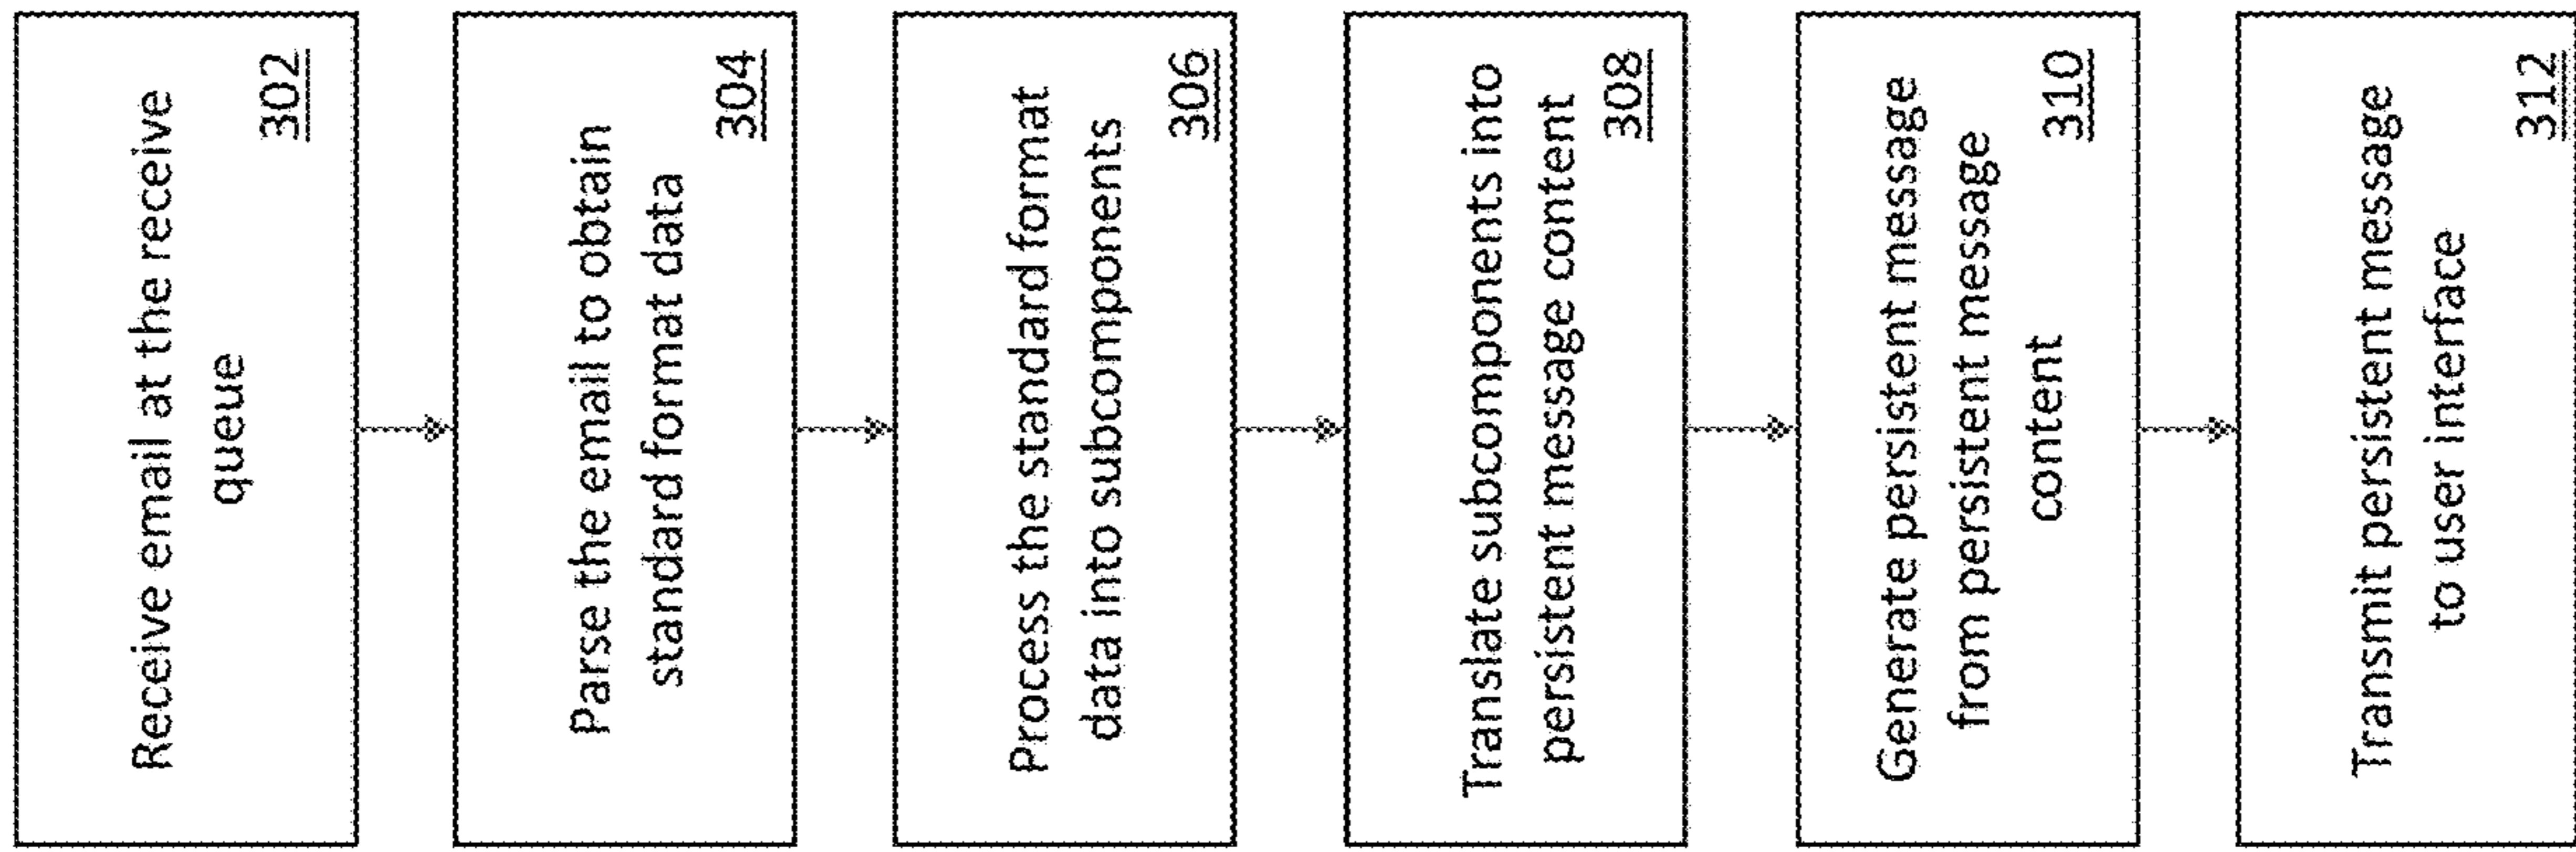 Receive email at the receive
queue
302
Parse the email to obtain
standard format data
304
Process the standard format
data into subcomponents
306
Translate subcomponents into
persistent message content
308
Generate persistent message
from persistent message
content
310
Transmit persistent message
to user interface
312